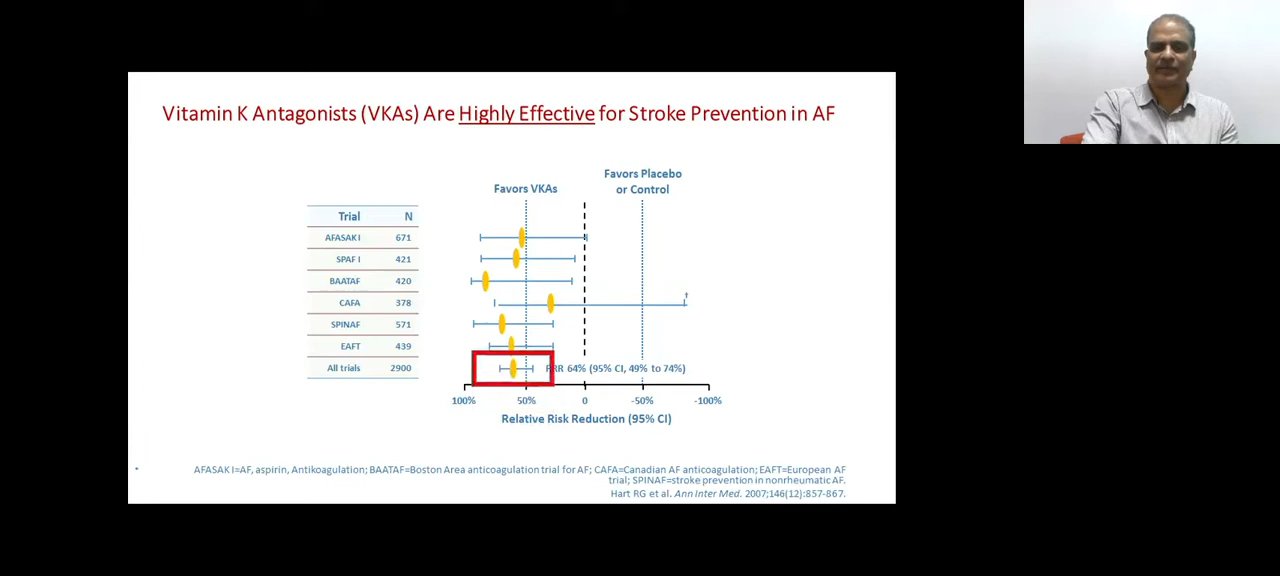 Vitamin K Antagonists (VKAs) Are Highly Effective for Stroke Prevention in AF
Favors VKAs
Favors Placebo
or Control
Trial N
AFASAK I 671
SPAF I 421
BAATAF 420
CAFA 378
†
SPINAF 571
EAFT 439
All trials 2900
RRR 64% (95% CI, 49% to 74%)
100% 50% 0 -50% -100%
Relative Risk Reduction (95% CI)
AFASAK I=AF, aspirin, Antikoagulation; BAATAF=Boston Area anticoagulation trial for AF; CAFA=Canadian AF anticoagulation; EAFT=European AF
trial; SPINAF=stroke prevention in nonrheumatic AF.
Hart RG et al. Ann Inter Med. 2007;146(12):857-867.